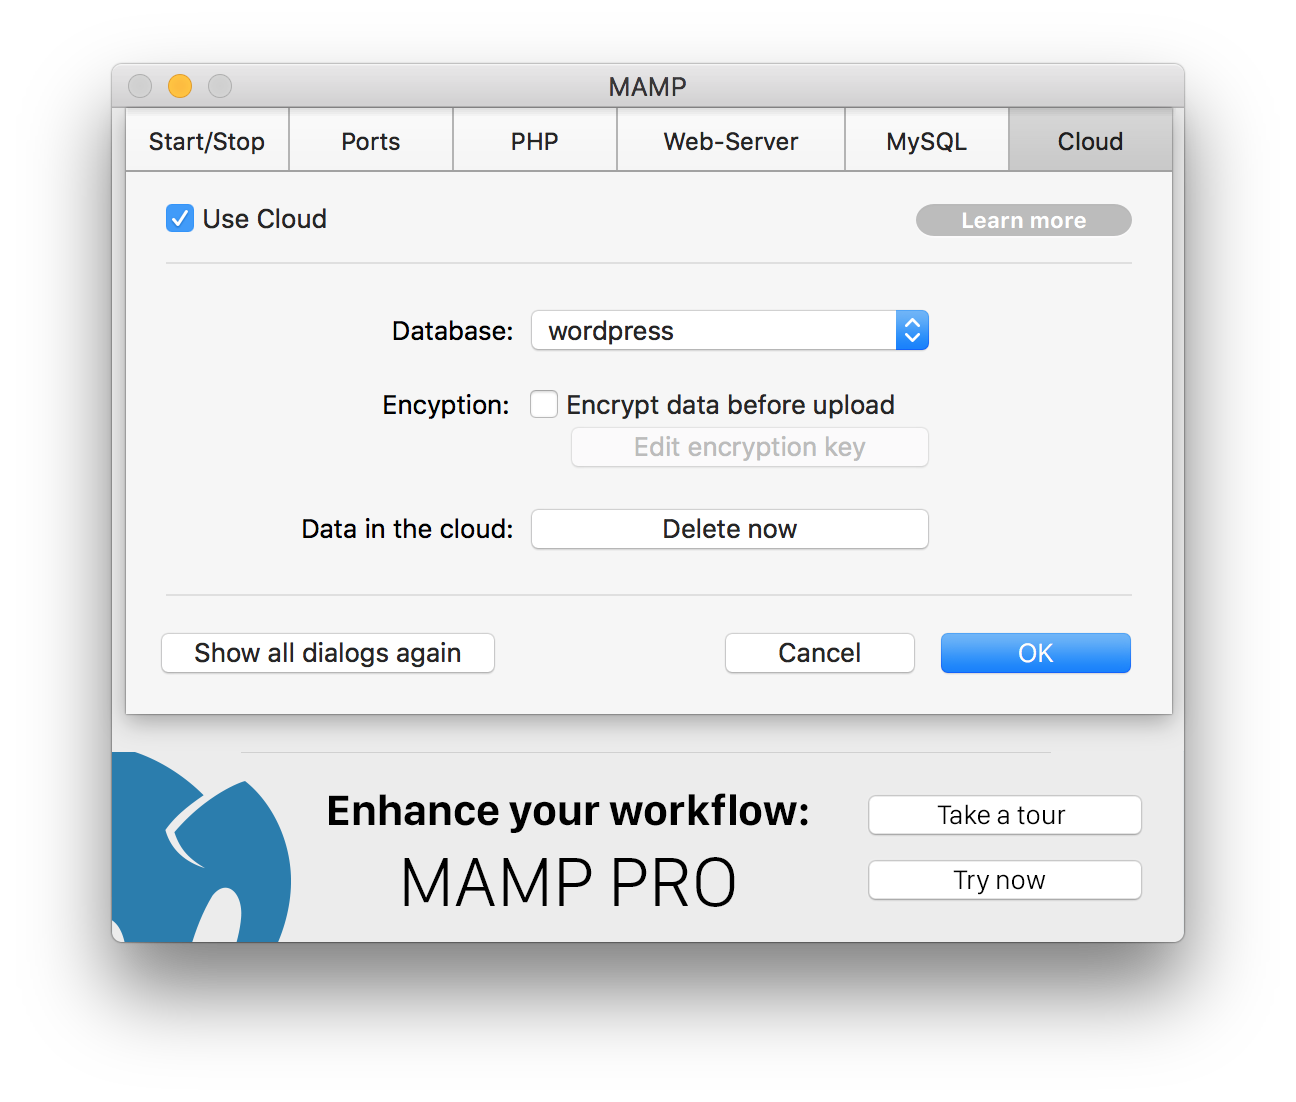 MAMP
Start/Stop Ports PHP Web-Server MySQL Cloud
Use Cloud Learn more
Database: wordpress
Encyption: Encrypt data before upload
Edit encryption key
Data in the cloud: Delete now
Show all dialogs again Cancel OK
Enhance your workflow: Take a tour
MAMP PRO Try now